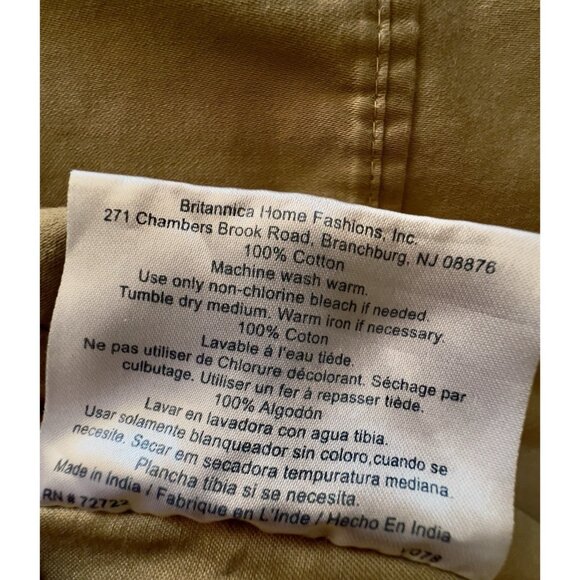 Britannica Home Fashions, Inc.
271 Chambers Brook Road, Branchburg, NJ 08876
100% Cotton
Machine wash warm.
Use only non-chlorine bleach if needed.
Tumble dry medium. Warm iron if necessary.
100% Coton
Lavable á l'eau tiède.
Ne pas utiliser de Chlorure décolorant. Séchage par
culbutage. Utiliser un fer à repasser tiède.
100% Algodón
Lavar en lavadora con agua tibia.
Usar solamente blanqueador sin coloro,cuando se
necesite. Secar em secadora tempuratura mediana.
Plancha tibia si se necesita.
Made in India / Fabrique en L'Inde / Hecho En India
RN # 72722